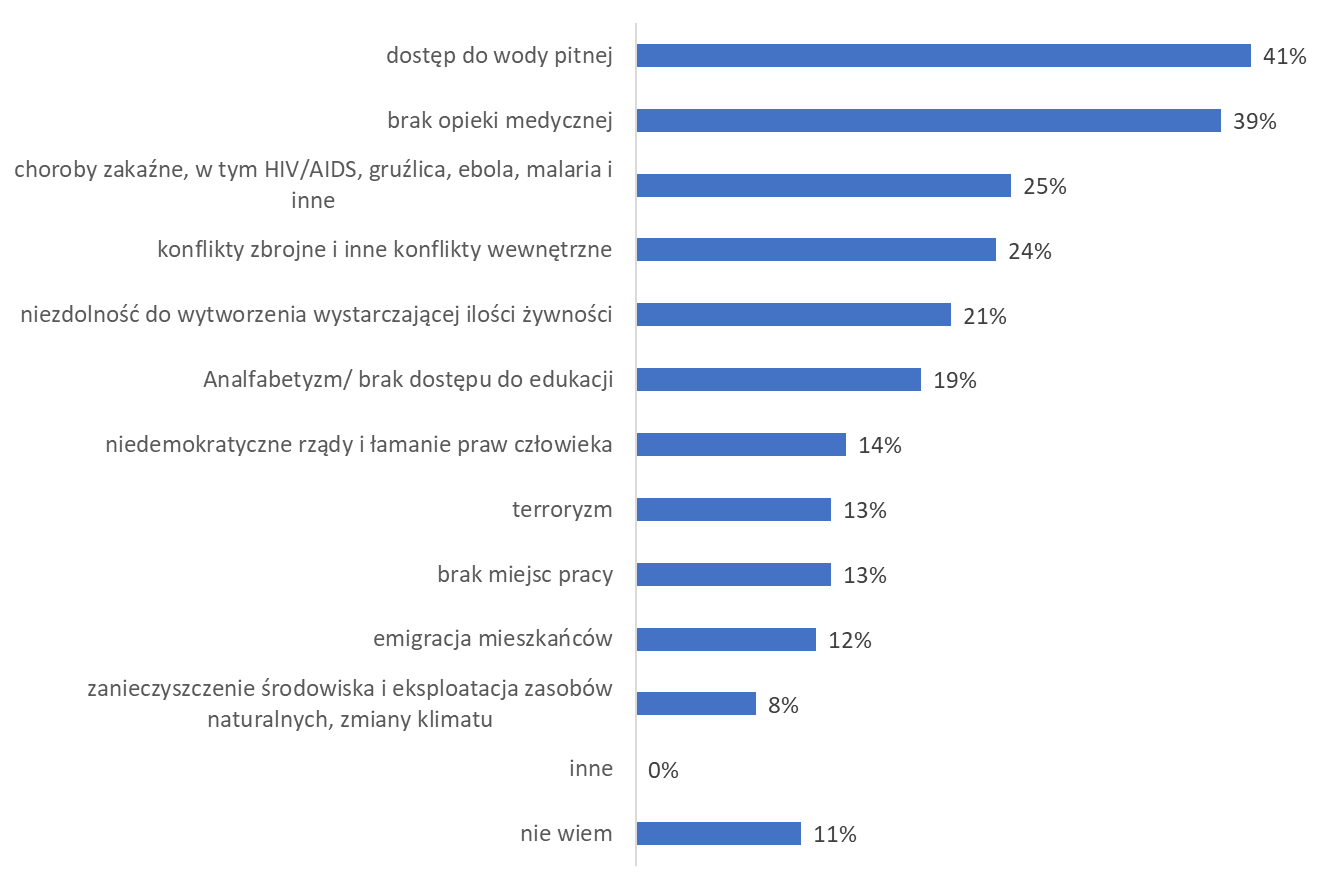 dostęp do wody pitnej 41%
brak opieki medycznej 39%
choroby zakaźne, w tym HIV/AIDS, gruźlica, ebola, malaria i
inne 25%
konflikty zbrojne i inne konflikty wewnętrzne 24%
niezdolność do wytworzenia wystarczającej ilości żywności 21%
Analfabetyzm/ brak dostępu do edukacji 19%
niedemokratyczne rządy i łamanie praw człowieka 14%
terroryzm 13%
brak miejsc pracy 13%
emigracja mieszkańców 12%
zanieczyszczenie środowiska i eksploatacja zasobów
naturalnych, zmiany klimatu 8%
inne 0%
nie wiem 11%